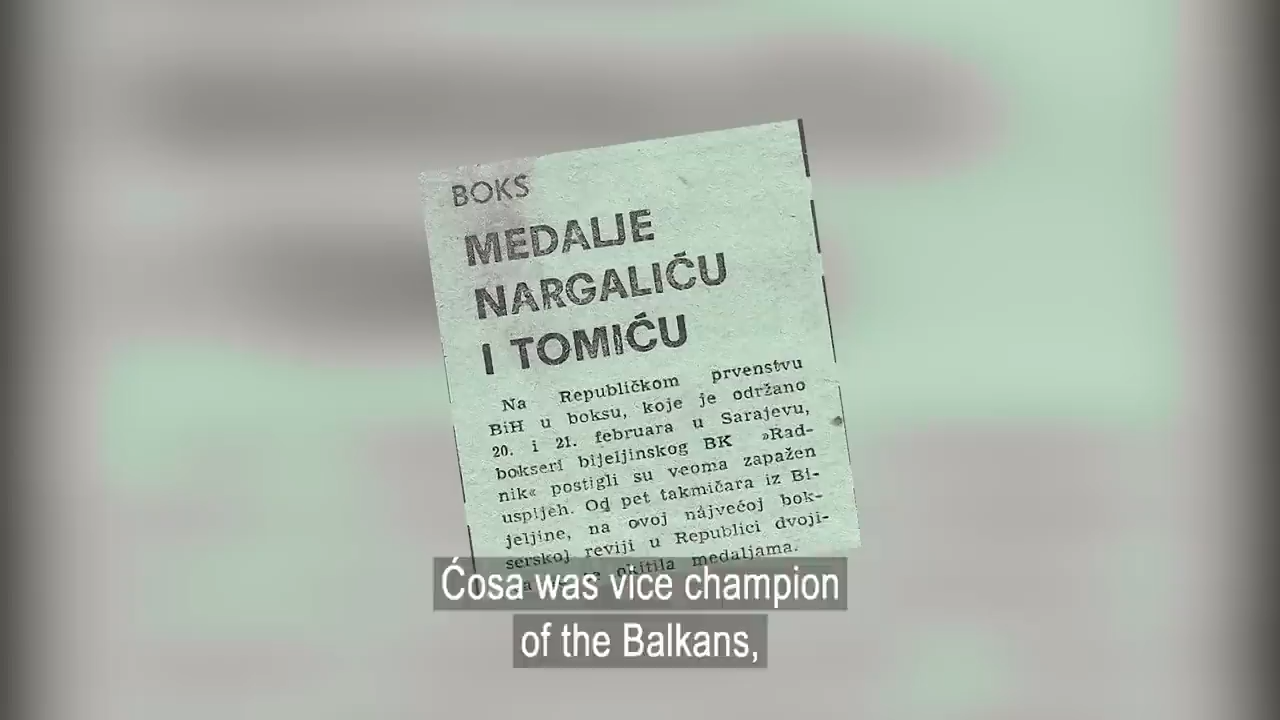 BOKS
MEDALJE
NARGALIĆU
I TOMIĆU
Na Republičkom prvenstvu
BiH u boksu, koje je održano
20. i 21. februara u Sarajevu,
bokseri bijeljinskog BK »Rad-
nik« postigli su veoma zapažen
uspjeh. Od pet takmičara iz Bi-
jeljine, na ovoj najvećoj bok-
serskoj reviji u Republici dvoji-
okitila medaljama.
Ćosa was vice champion
of the Balkans,